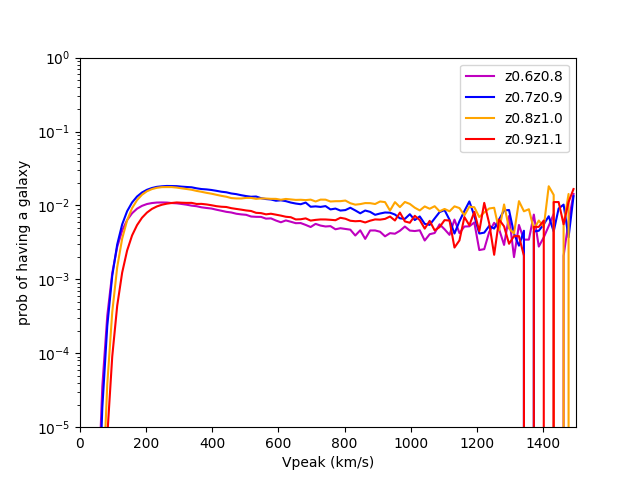 10^0
10^-1
10^-2
10^-3
10^-4
10^-5
prob of having a galaxy
z0.6z0.8
z0.7z0.9
z0.8z1.0
z0.9z1.1
0 200 400 600 800 1000 1200 1400
Vpeak (km/s)